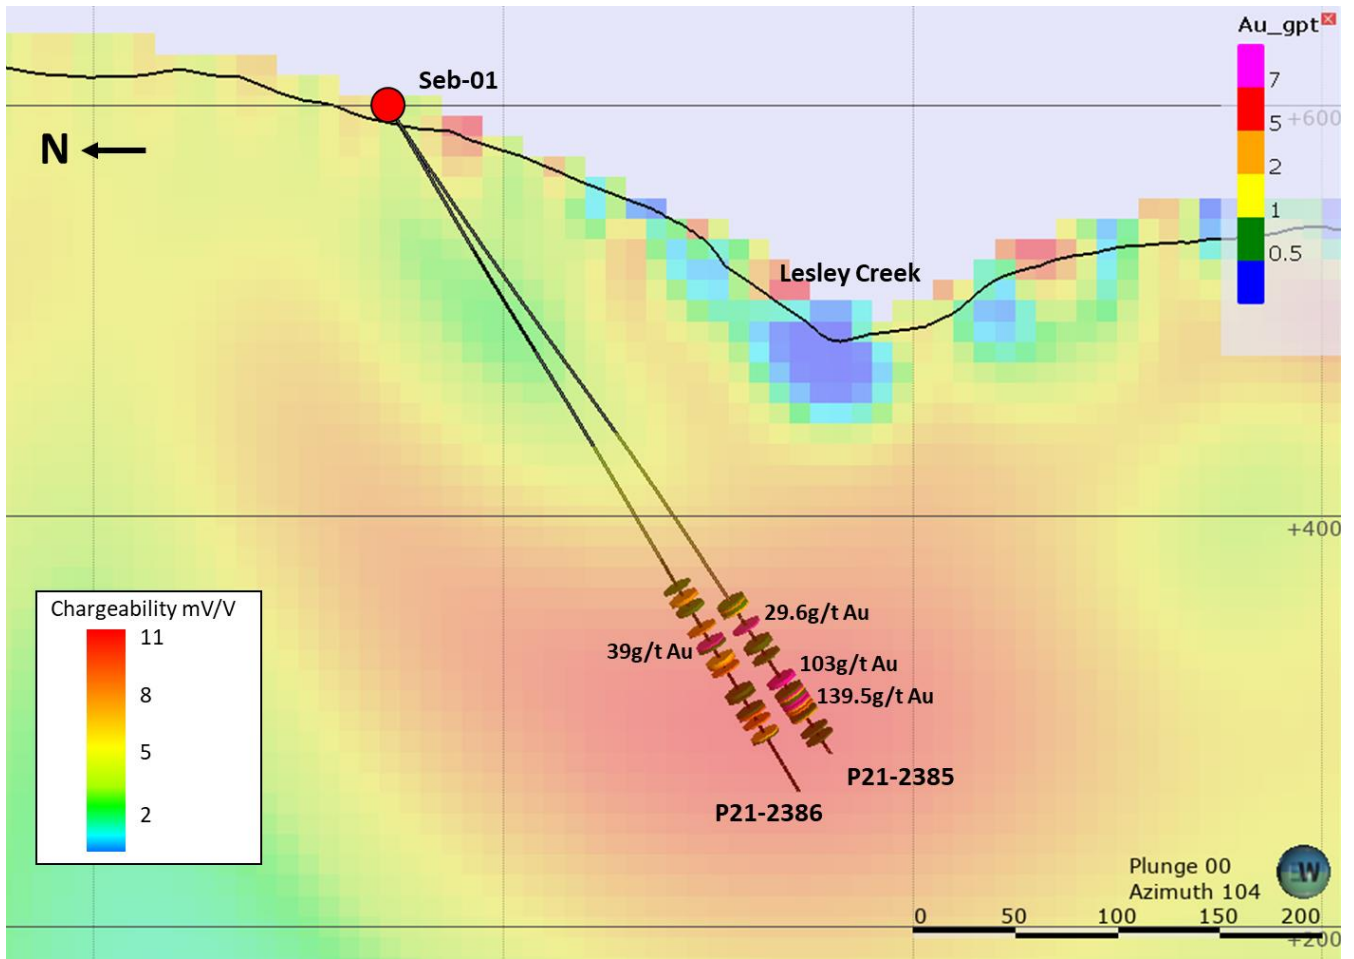 Au_gpt
Seb-01
7
5
+600
N
2
1
0.5
Lesley Creek
+400
Chargeability mV/V
11
8
5
2
29.6g/t Au
39g/t Au
103g/t Au
139.5g/t Au
P21-2385
P21-2386
Plunge 00
Azimuth 104
W
0 50 100 150 200
+200